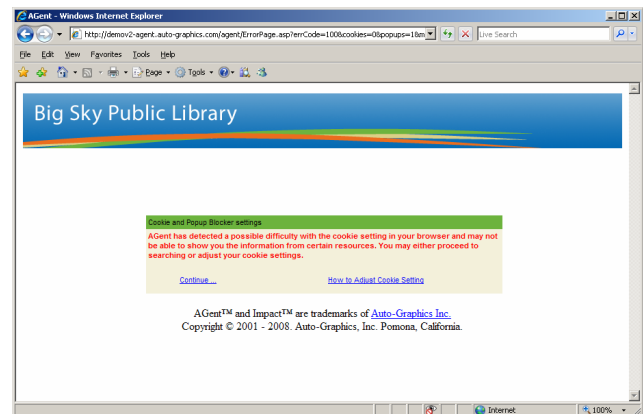 AGent - Windows Internet Explorer
http://demov2-agent.auto-graphics.com/agent/ErrorPage.asp?errCode=100&cookies=0&popups=1&m
Live Search
File Edit View Favorites Tools Help
Page Tools
Big Sky Public Library
Cookie and Popup Blocker settings
AGent has detected a possible difficulty with the cookie setting in your browser and may not
be able to show you the information from certain resources. You may either proceed to
searching or adjust your cookie settings.
Continue ... How to Adjust Cookie Setting
AGent™ and Impact™ are trademarks of Auto-Graphics Inc.
Copyright © 2001 - 2008. Auto-Graphics, Inc. Pomona, California.
Internet 100%